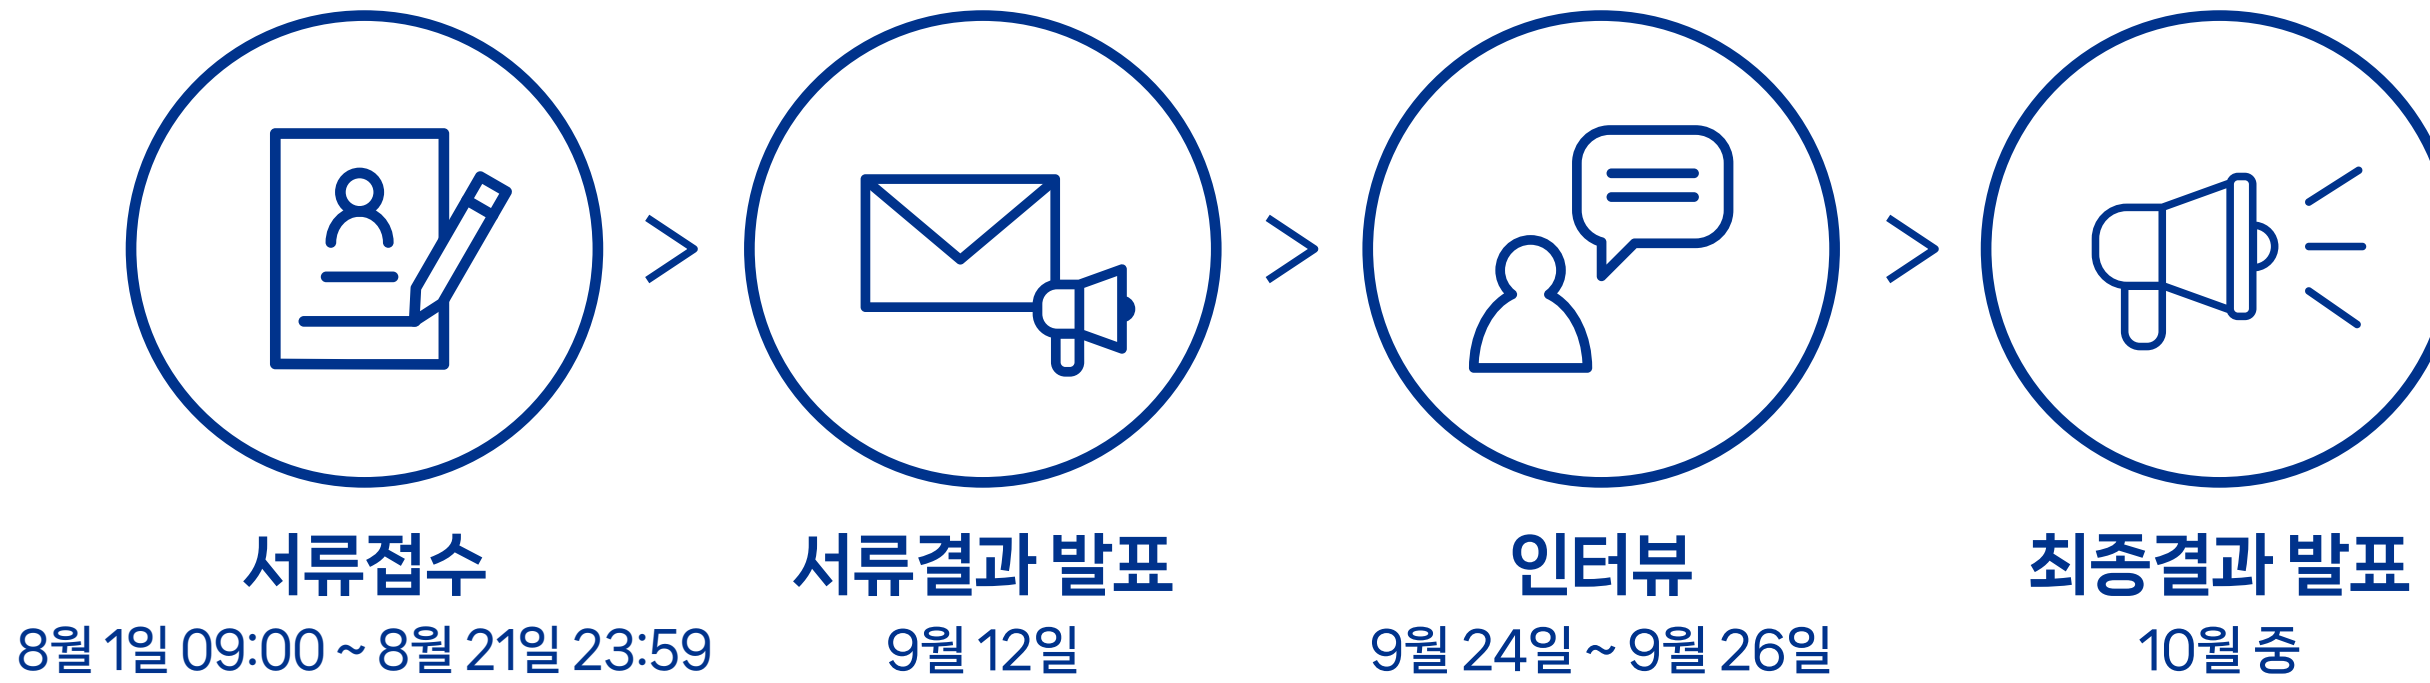 서류접수
8월 1일 09:00 ~ 8월 21일 23:59
서류결과 발표
9월 12일
인터뷰
9월 24일 ~ 9월 26일
최종결과 발표
10월 중